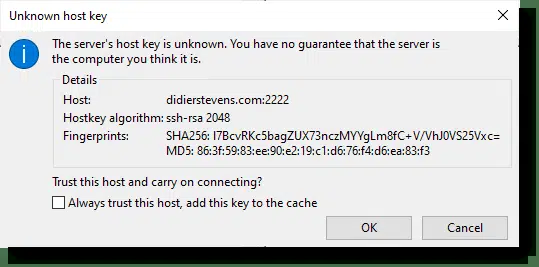 Unknown host key
The server's host key is unknown. You have no guarantee that the server is
the computer you think it is.
Details
Host: didierstevens.com:2222
Hostkey algorithm: ssh-rsa 2048
Fingerprints: SHA256: I7BcvRKc5bagZUX73nczMYYgLm8fC+V/VhJ0VS25Vxc=
MD5: 86:3f:59:83:ee:90:e2:19:c1:d6:76:f4:d6:ea:83:f3
Trust this host and carry on connecting?
Always trust this host, add this key to the cache
OK Cancel